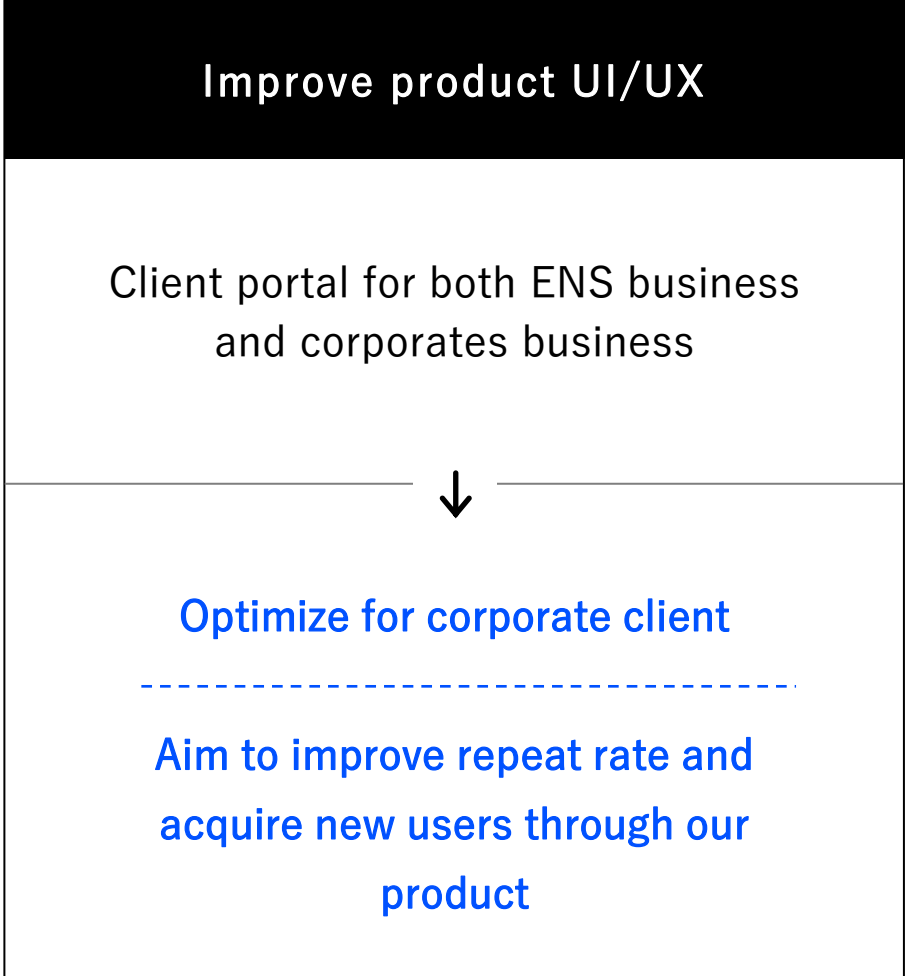 Improve product UI/UX
Client portal for both ENS business
and corporates business
Optimize for corporate client
Aim to improve repeat rate and
acquire new users through our
product